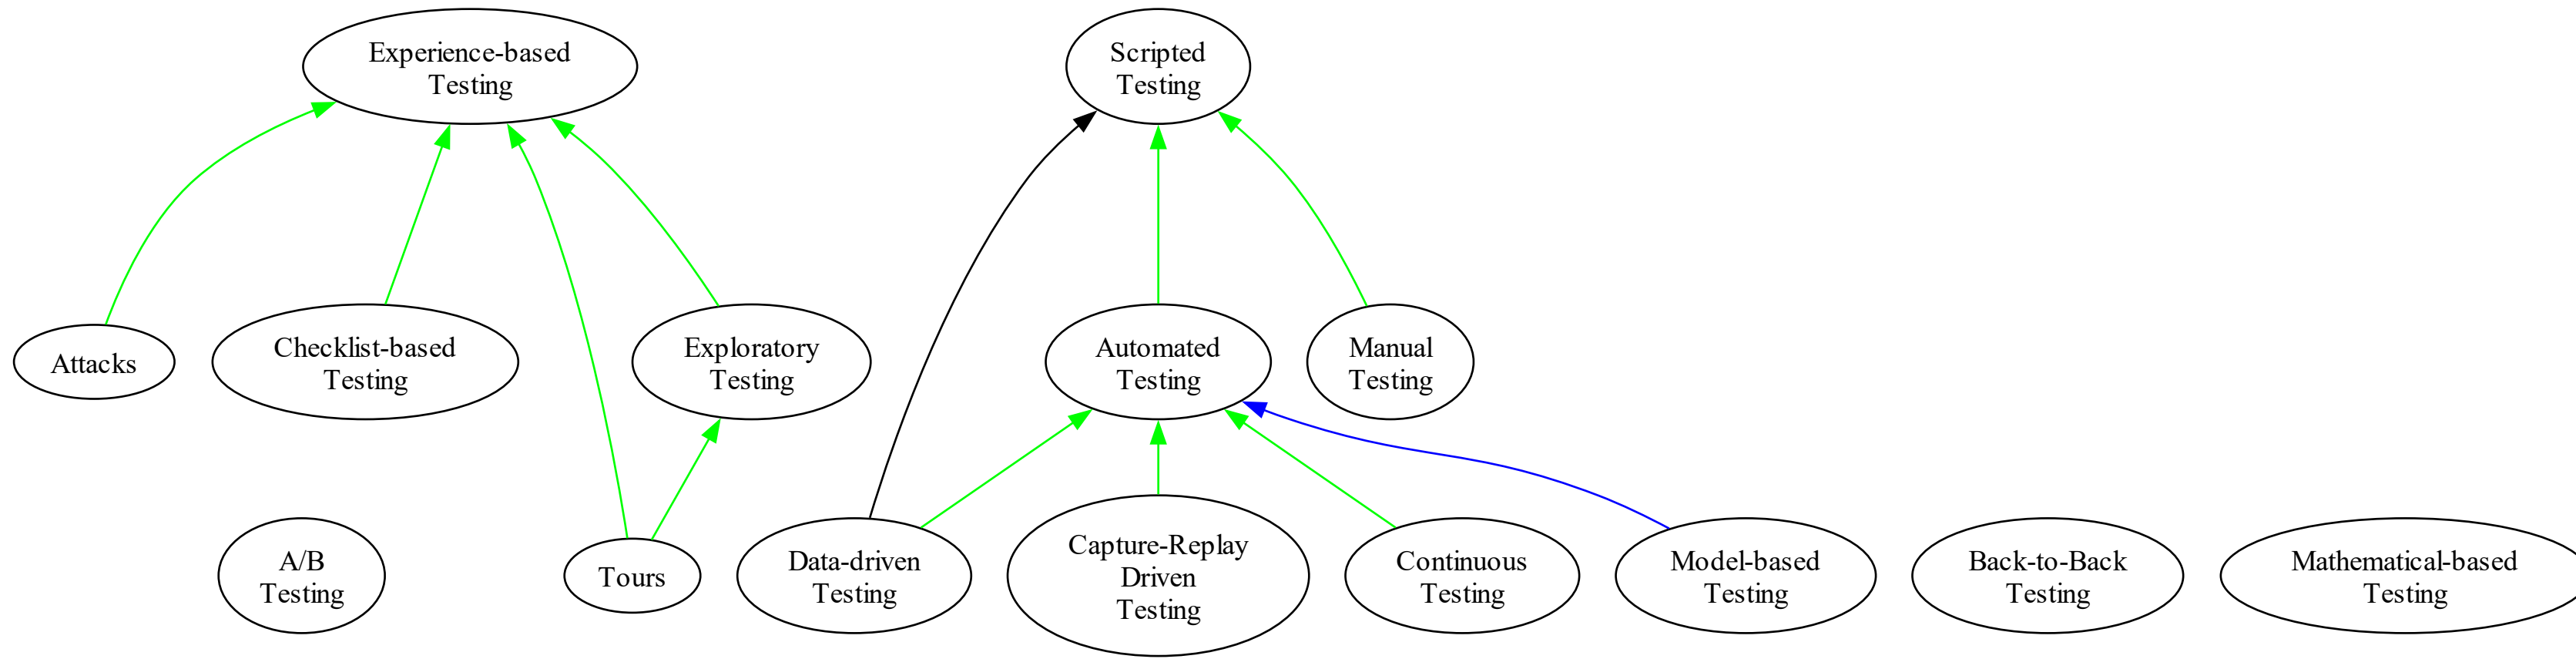 Experience-based
Testing
Scripted
Testing
Attacks
Checklist-based
Testing
Exploratory
Testing
Automated
Testing
Manual
Testing
A/B
Testing
Tours
Data-driven
Testing
Capture-Replay
Driven
Testing
Continuous
Testing
Model-based
Testing
Back-to-Back
Testing
Mathematical-based
Testing